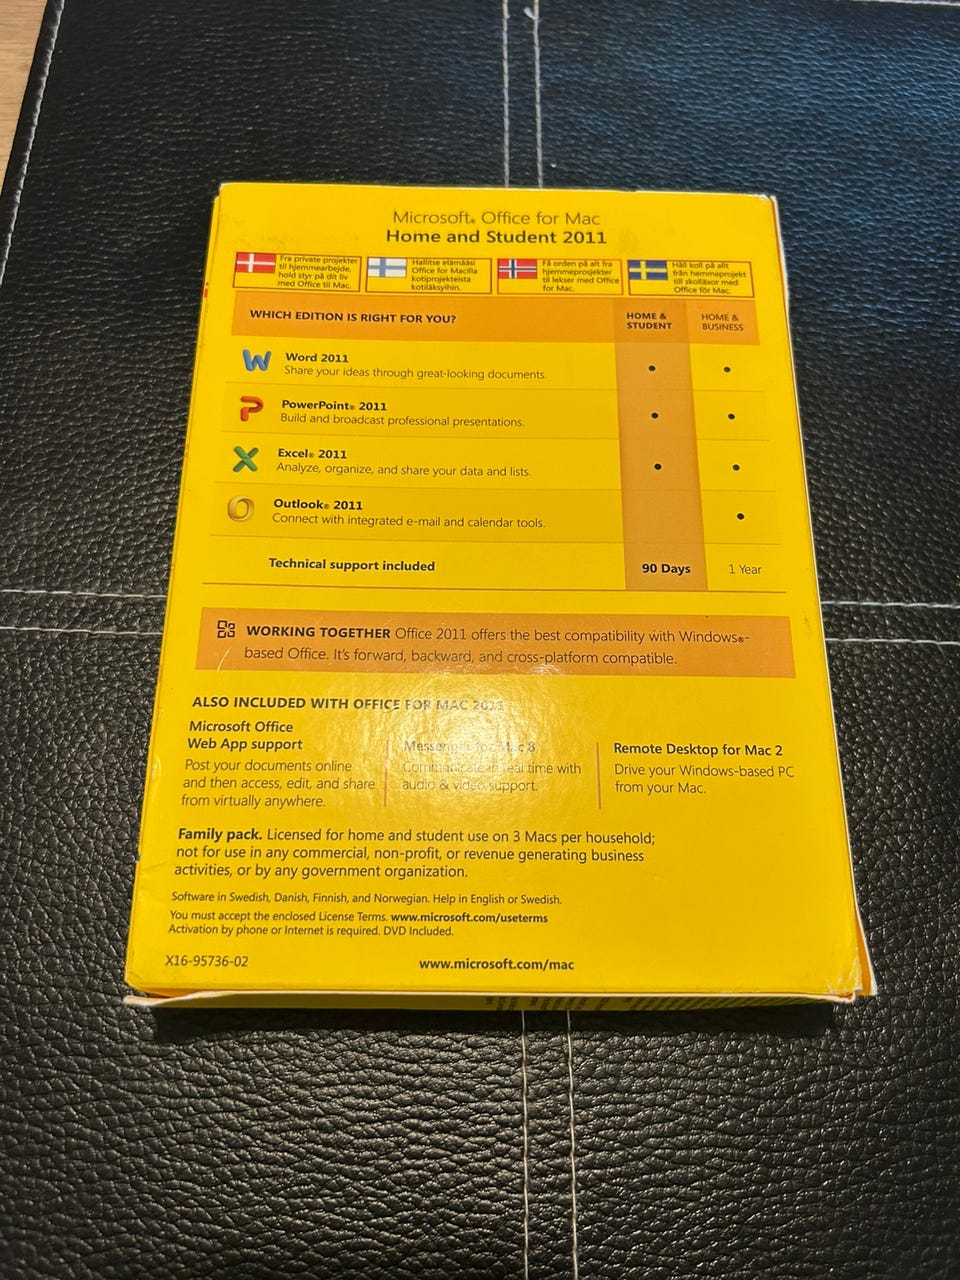 Microsoft® Office for Mac
Home and Student 2011
Fra private projekter
til hjemmearbejde,
hold styr på dit liv
med Office til Mac.
Hallitse elämääsi
Office for Macilla
kotiprojekteista
kotiläksyihin.
Få orden på alt fra
hjemmeprosjekter
til lekser med Office
for Mac.
Håll koll på allt
från hemmaprojekt
till skolläxor med
Office för Mac.
WHICH EDITION IS RIGHT FOR YOU?
HOME &
STUDENT
HOME &
BUSINESS
Word 2011
Share your ideas through great-looking documents.
PowerPoint® 2011
Build and broadcast professional presentations.
Excel® 2011
Analyze, organize, and share your data and lists.
Outlook® 2011
Connect with integrated e-mail and calendar tools.
Technical support included
90 Days
1 Year
WORKING TOGETHER Office 2011 offers the best compatibility with Windows®-
based Office. It's forward, backward, and cross-platform compatible.
ALSO INCLUDED WITH OFFICE FOR MAC 2011
Microsoft Office
Web App support
Post your documents online
and then access, edit, and share
from virtually anywhere.
Messenger for Mac 8
Communicate in real time with
audio & video support.
Remote Desktop for Mac 2
Drive your Windows-based PC
from your Mac.
Family pack. Licensed for home and student use on 3 Macs per household;
not for use in any commercial, non-profit, or revenue generating business
activities, or by any government organization.
Software in Swedish, Danish, Finnish, and Norwegian. Help in English or Swedish.
You must accept the enclosed License Terms. www.microsoft.com/useterms
Activation by phone or Internet is required. DVD Included.
X16-95736-02
www.microsoft.com/mac